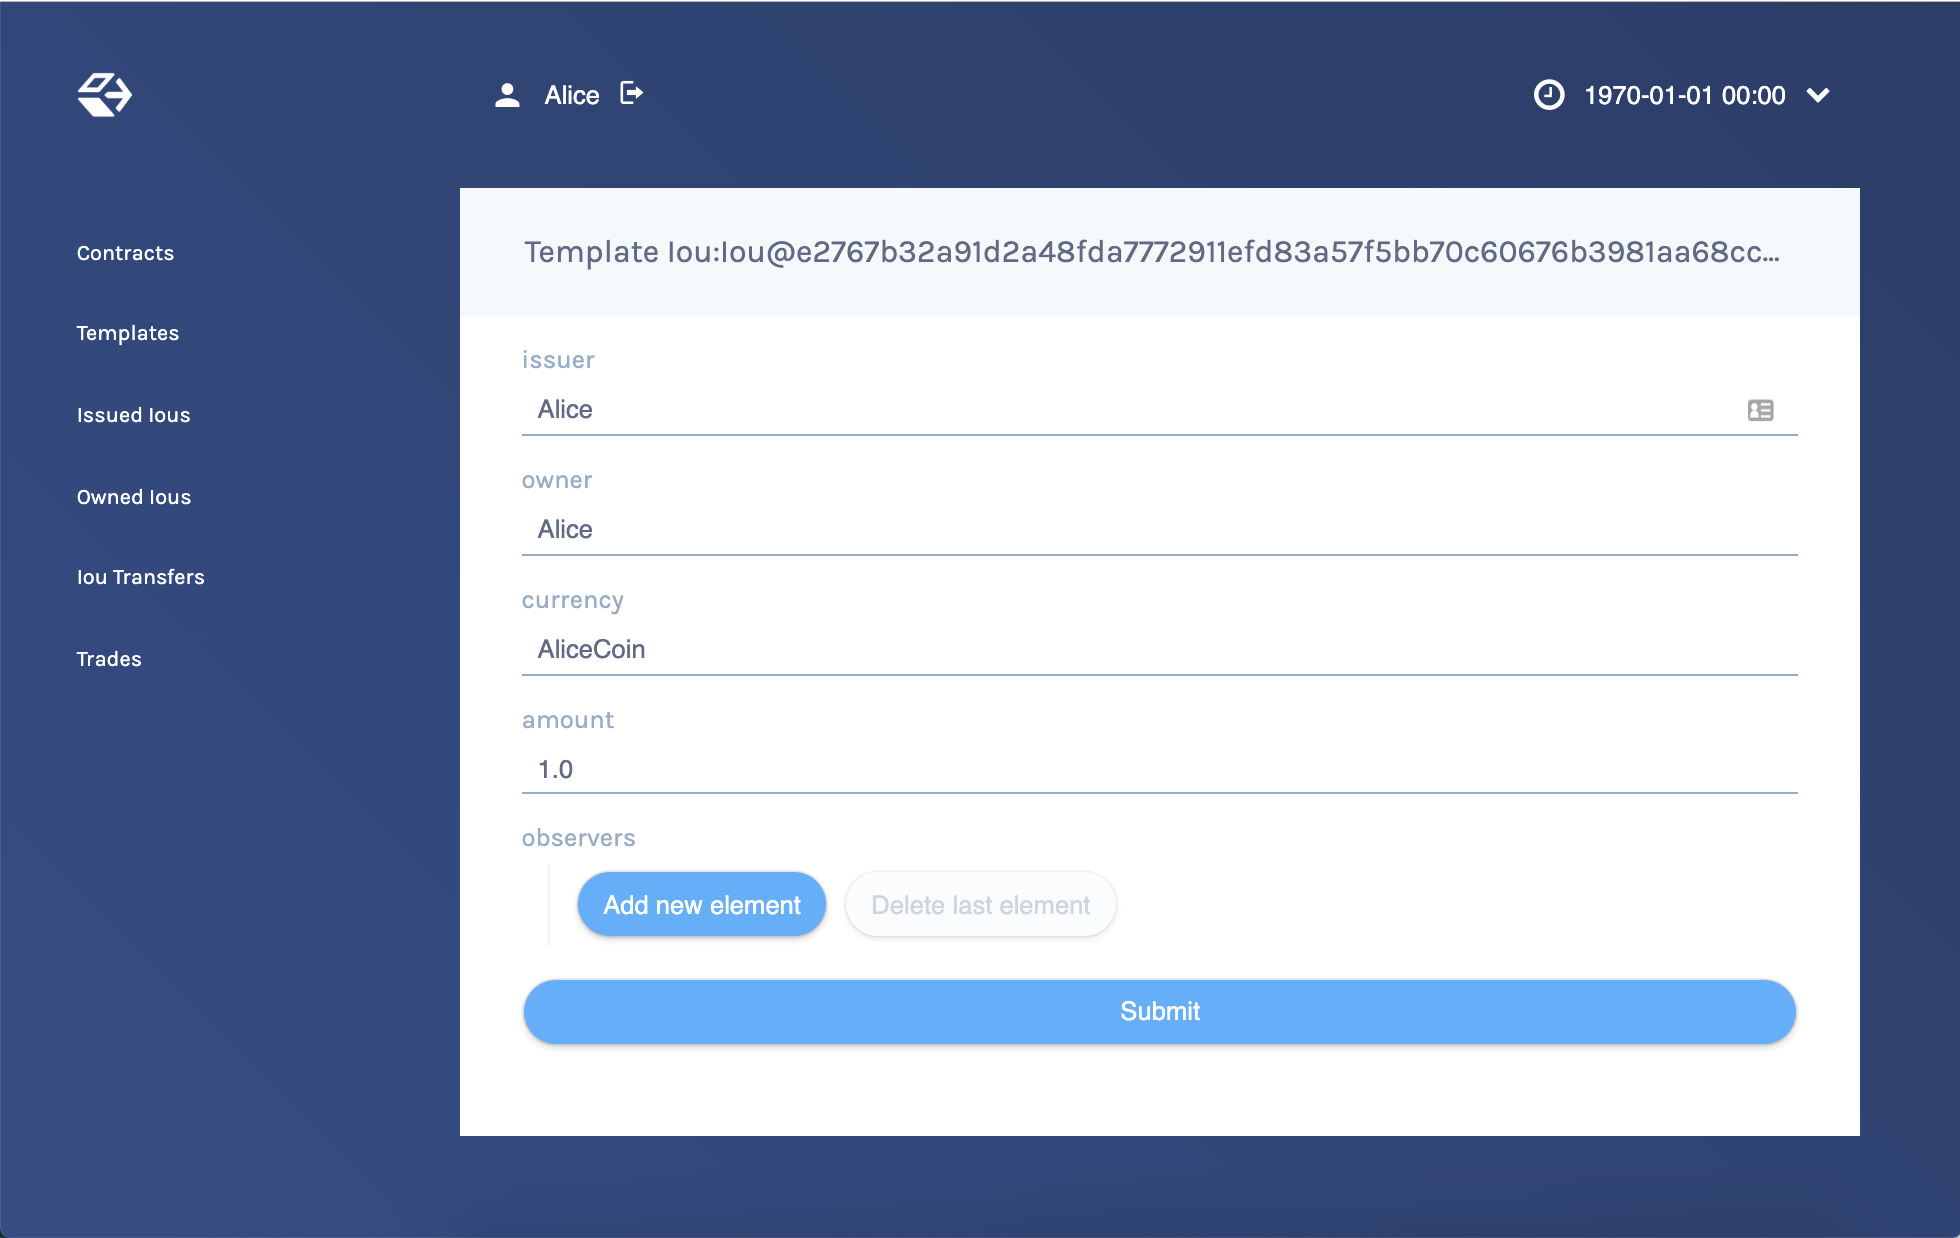 Alice
1970-01-01 00:00
Contracts
Templates
Issued Ious
Owned Ious
Iou Transfers
Trades
Template Iou:Iou@e2767b32a91d2a48fda7772911efd83a57f5bb70c60676b3981aa68cc...
issuer
Alice
owner
Alice
currency
AliceCoin
amount
1.0
observers
Add new element Delete last element
Submit